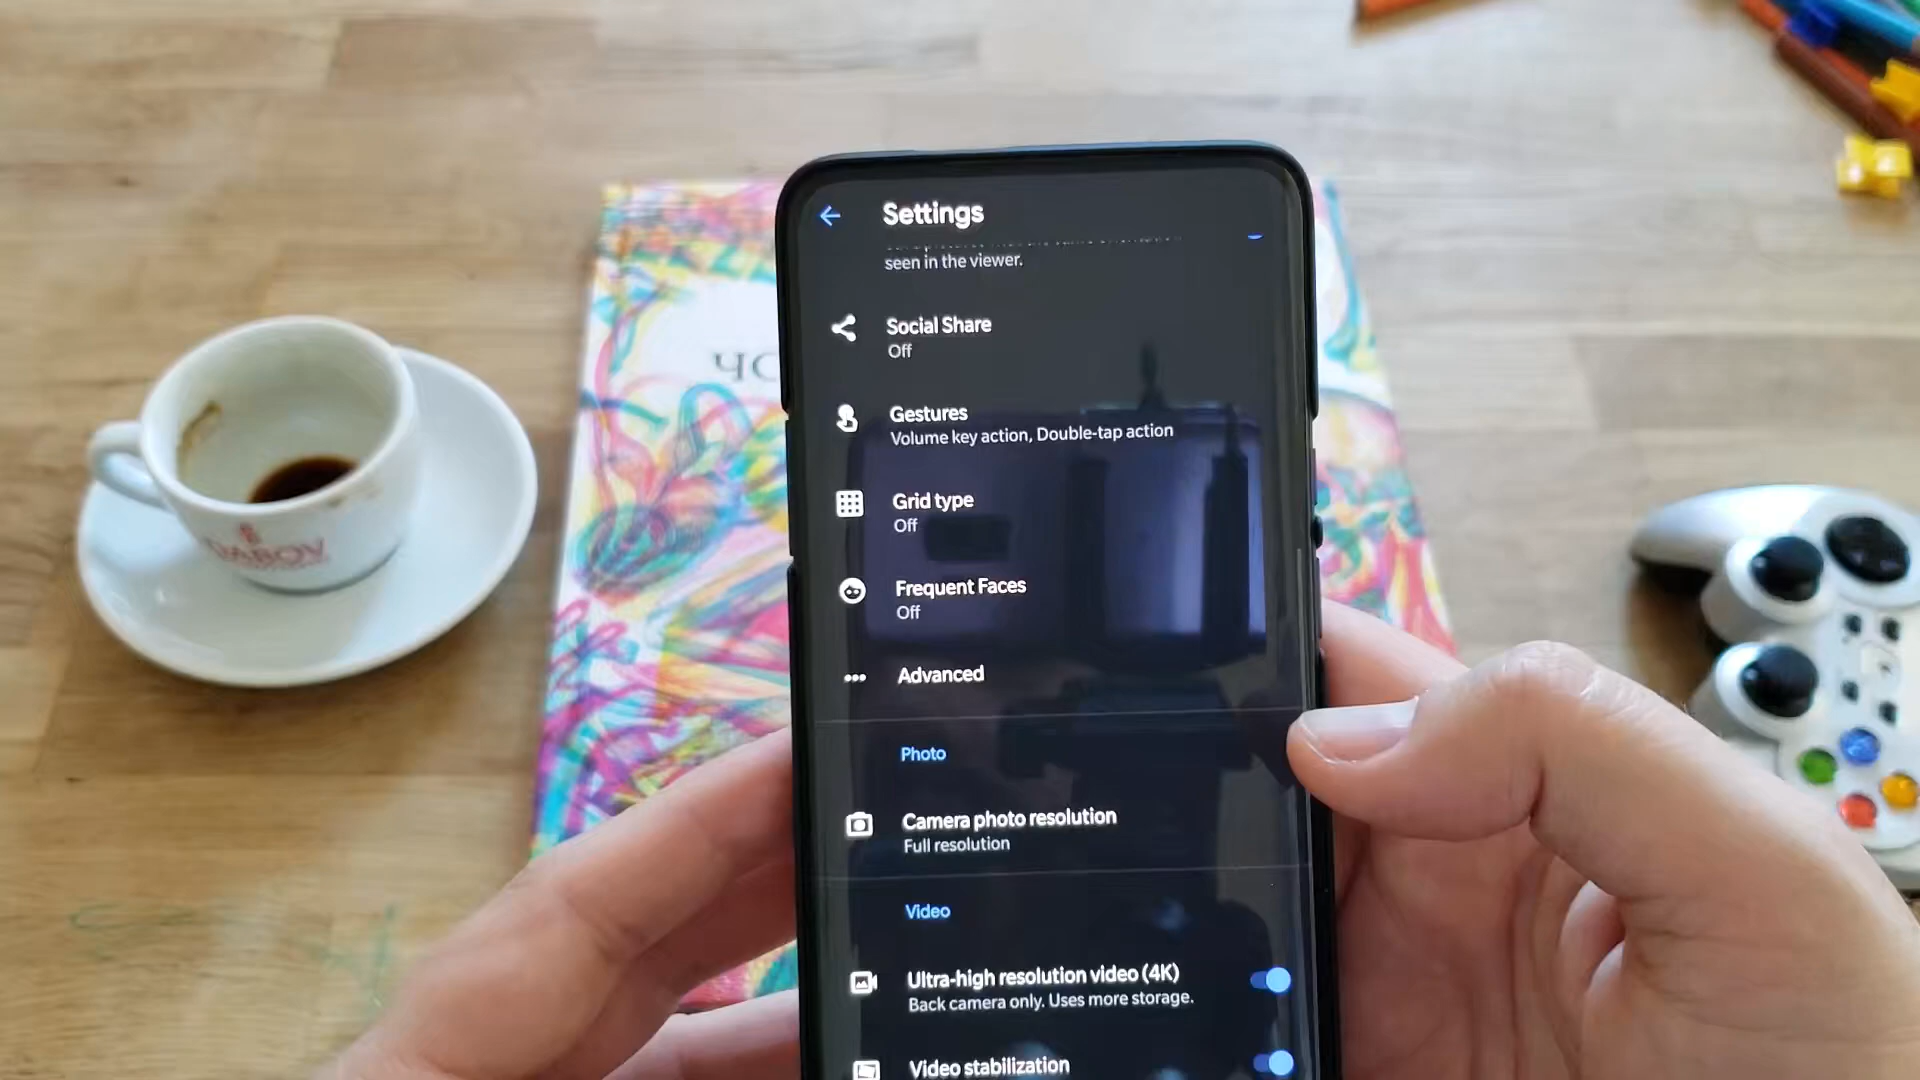 Settings
seen in the viewer.
Social Share
Off
Gestures
Volume key action, Double-tap action
Grid type
Off
Frequent Faces
Off
Advanced
Photo
Camera photo resolution
Full resolution
Video
Ultra-high resolution video (4K)
Back camera only. Uses more storage.
Video stabilization